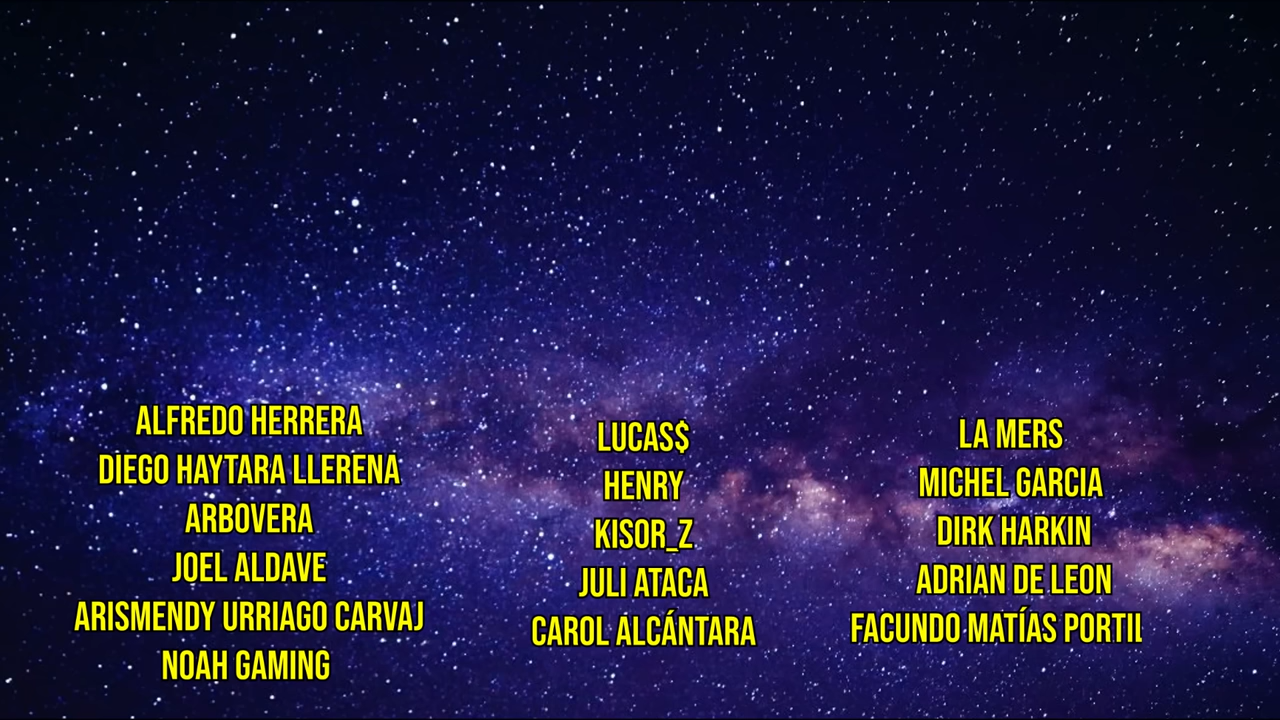 ALFREDO HERRERA
DIEGO HAYTARA LLERENA
ARBOVERA
JOEL ALDAVE
ARISMENDY URRIAGO CARVAJ
NOAH GAMING
LUCAS$
HENRY
KISOR_Z
JULI ATACA
CAROL ALCÁNTARA
LA MERS
MICHEL GARCIA
DIRK HARKIN
ADRIAN DE LEON
FACUNDO MATÍAS PORTIL